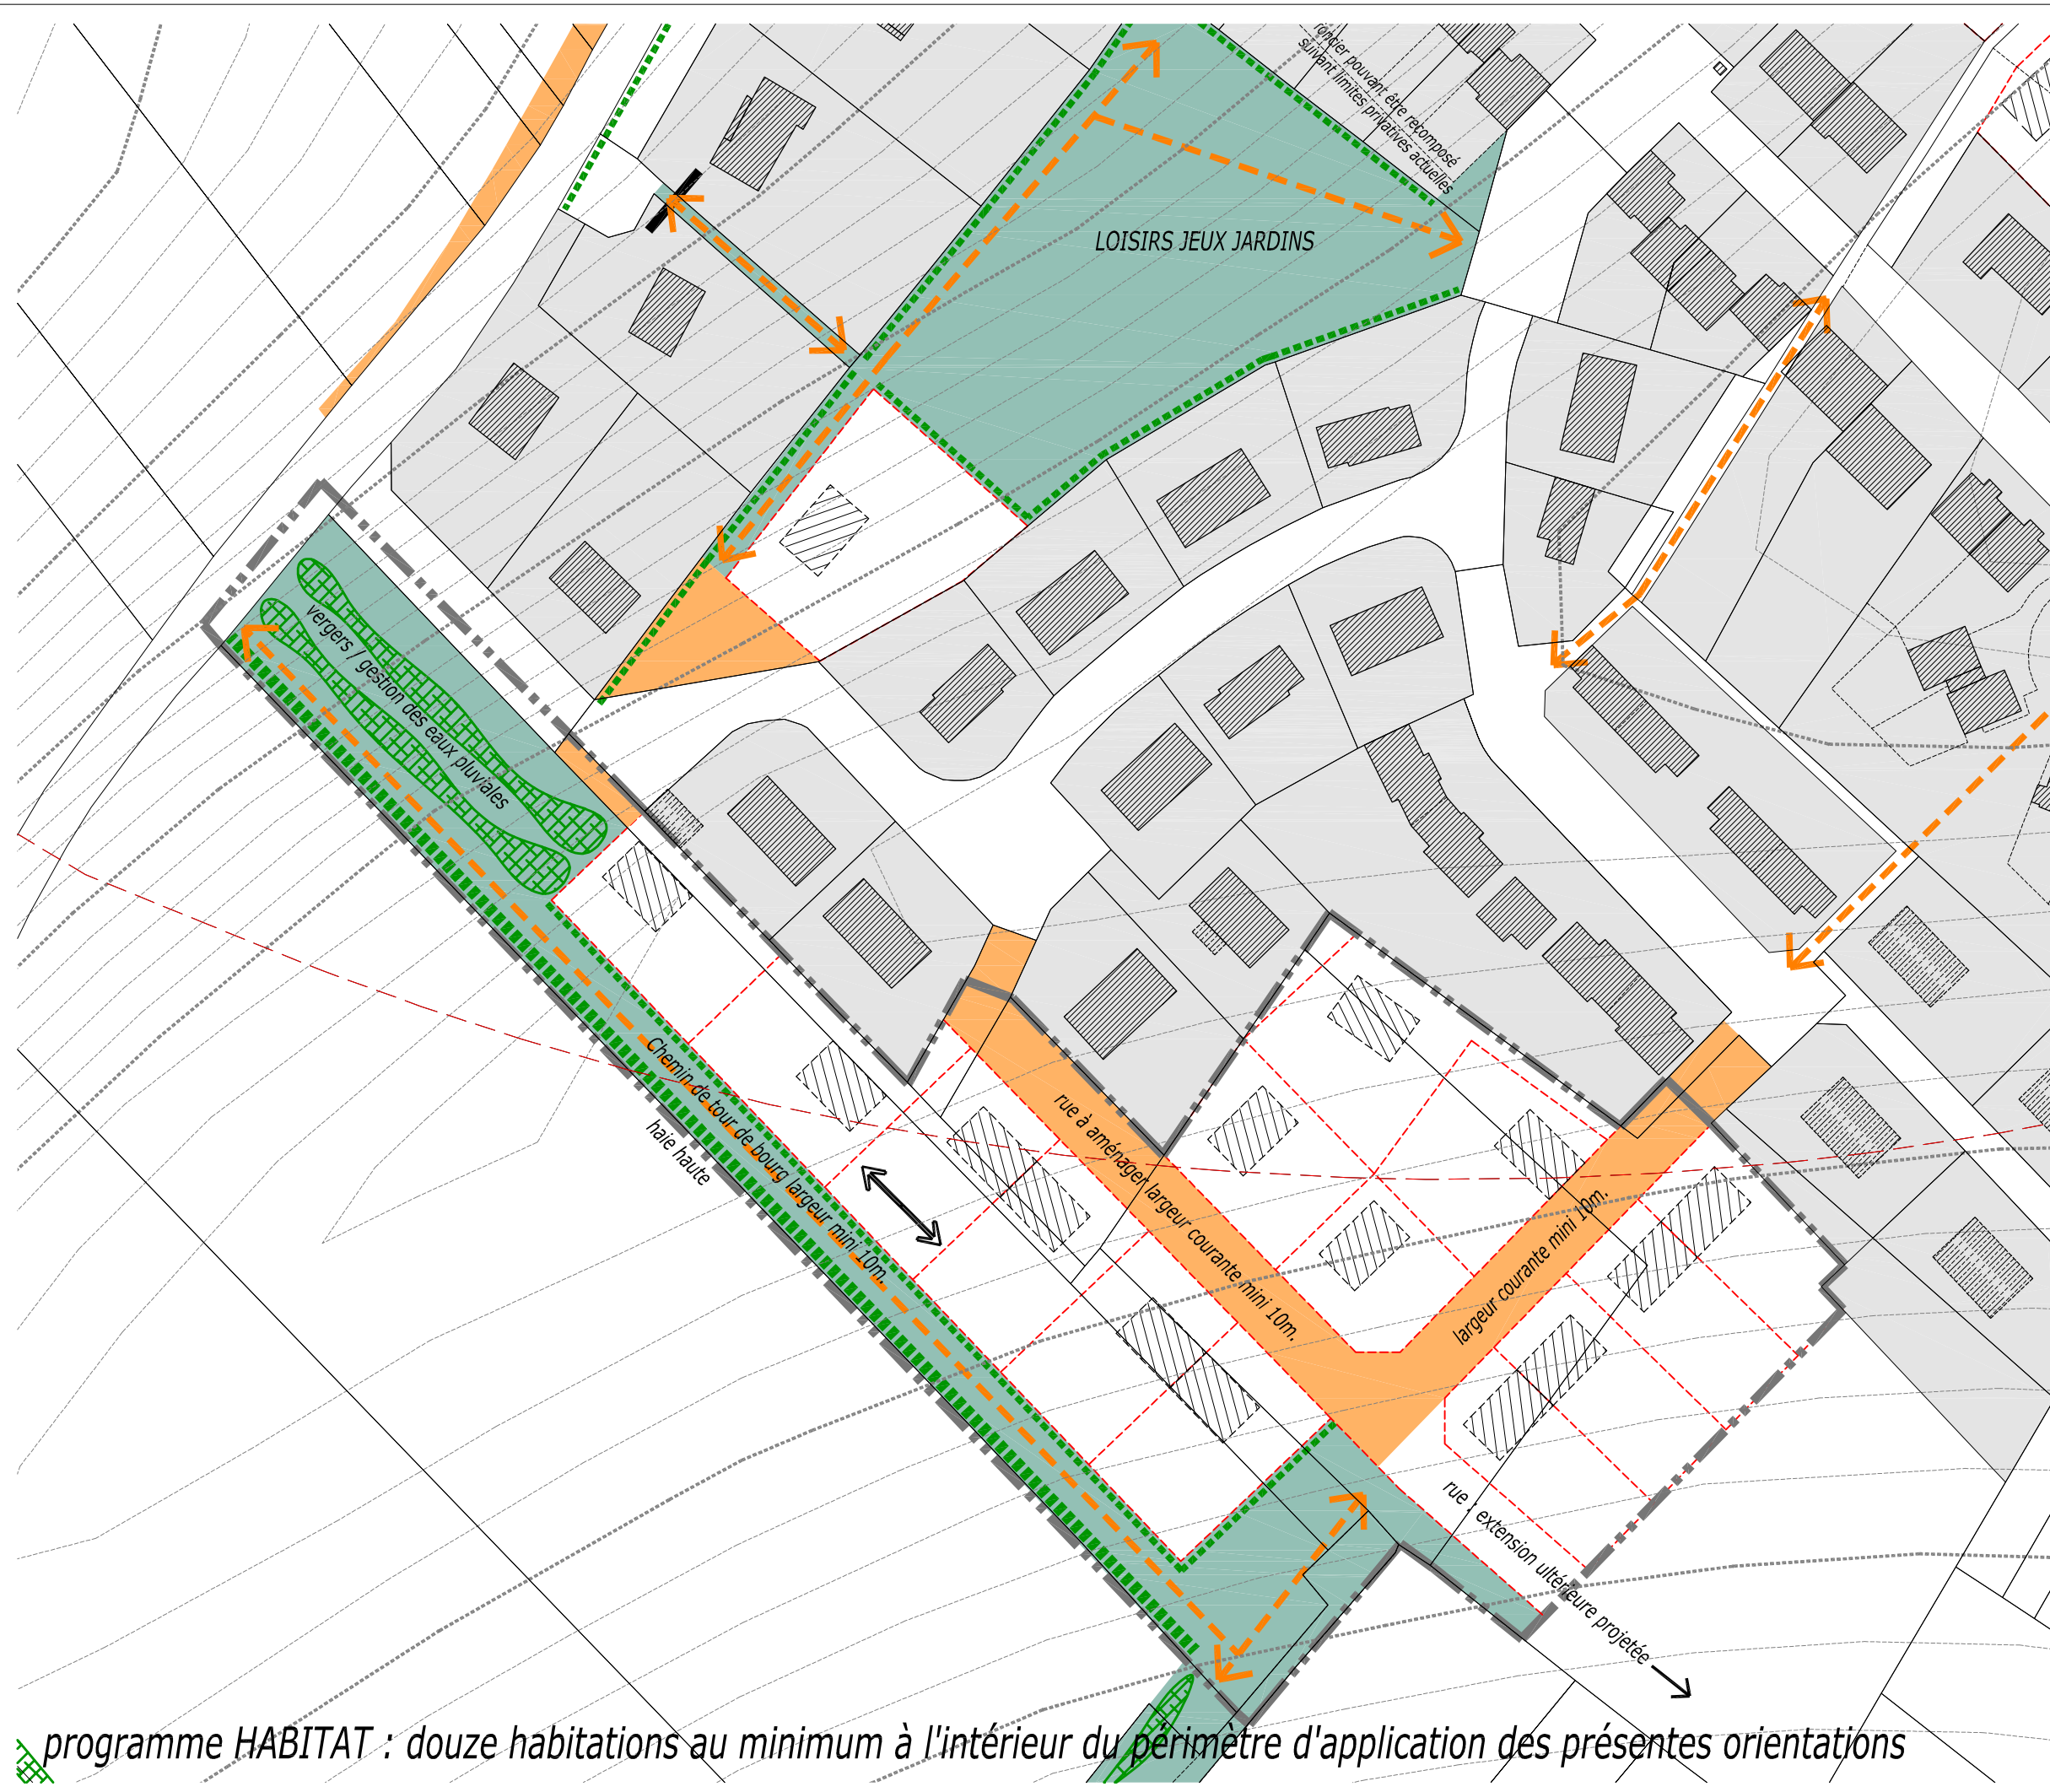 foncier pouvant être recomposé
suivant limites privatives actuelles
LOISIRS JEUX JARDINS
vergers / gestion des eaux pluviales
Chemin de tour de bourg largeur mini 10m.
haie haute
rue à aménager largeur courante mini 10m.
largeur courante mini 10m.
rue : extension ultérieure projetée
programme HABITAT : douze habitations au minimum à l'intérieur du périmètre d'application des présentes orientations